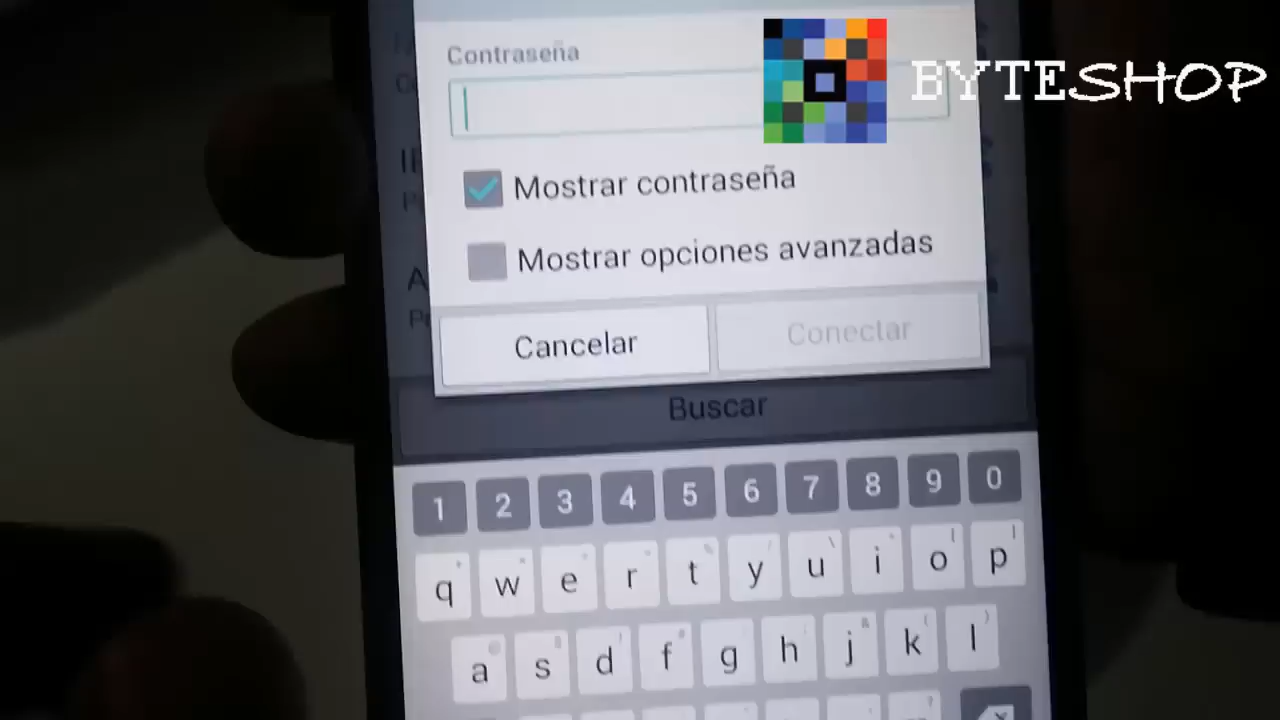 Contraseña
BYTESHOP
Mostrar contraseña
Mostrar opciones avanzadas
Cancelar
Conectar
Buscar
1 2 3 4 5 6 7 8 9 0
q w e r t y u i o p
a s d f g h j k l